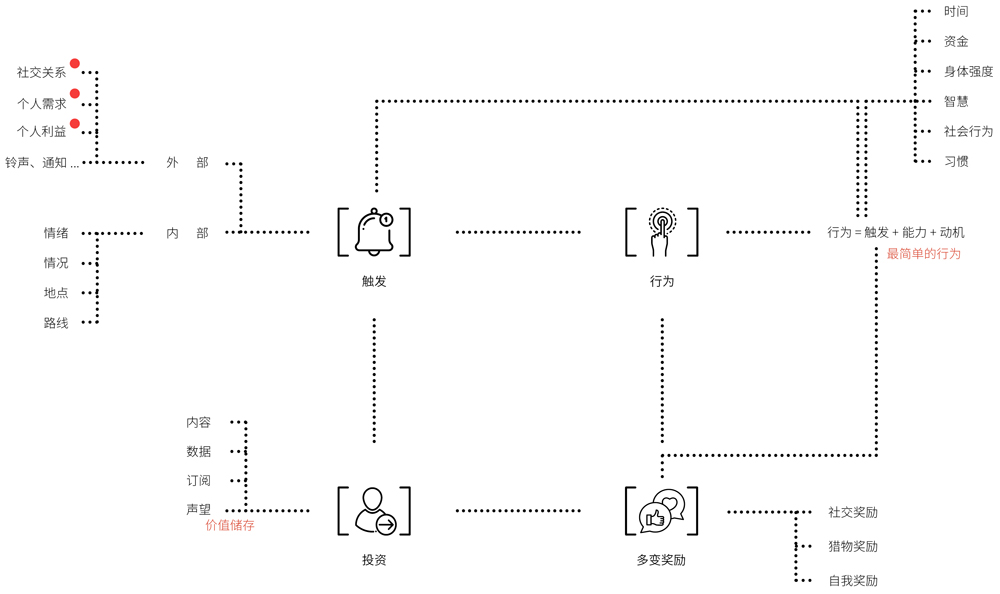 时间
资金
身体强度
智慧
社会行为
习惯
社交关系
个人需求
个人利益
铃声、通知 ...
外 部
情绪
内 部
情况
地点
路线
1
触发
行为
行为 = 触发 + 能力 + 动机
最简单的行为
内容
数据
订阅
声望
价值储存
投资
多变奖励
社交奖励
猎物奖励
自我奖励